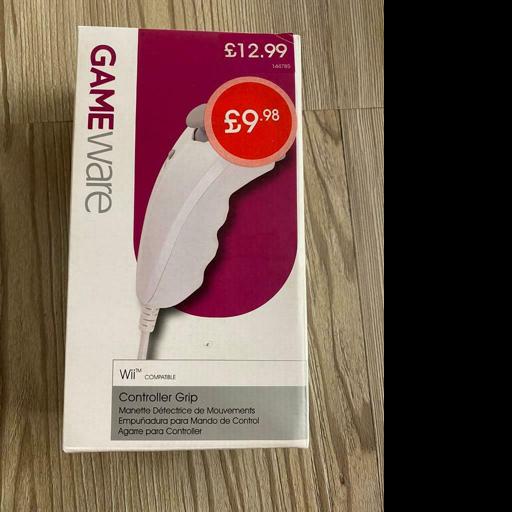 GAMEware
£12.99
144785
£9.98
Wii™ COMPATIBLE
Controller Grip
Manette Détectrice de Mouvements
Empuñadura para Mando de Control
Agarre para Controller